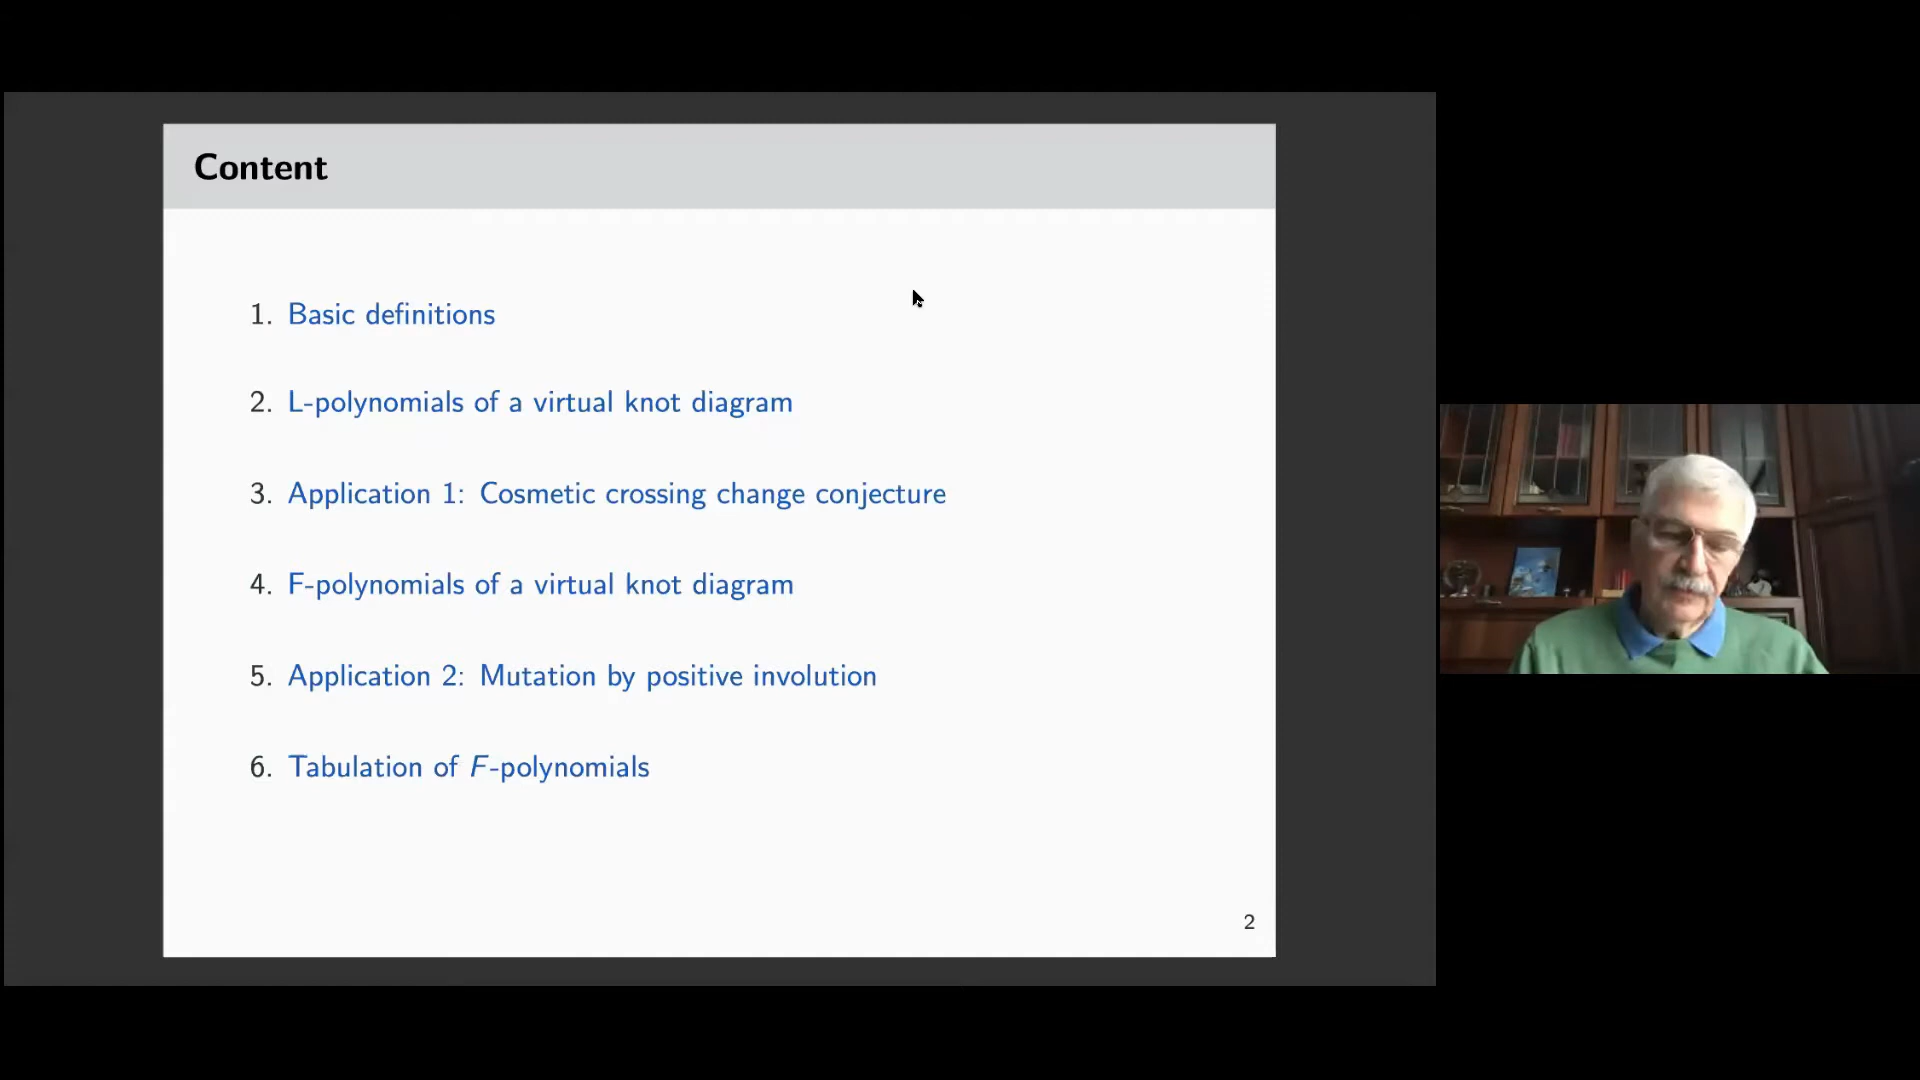 Content
1. Basic definitions
2. L-polynomials of a virtual knot diagram
3. Application 1: Cosmetic crossing change conjecture
4. F-polynomials of a virtual knot diagram
5. Application 2: Mutation by positive involution
6. Tabulation of F-polynomials
2